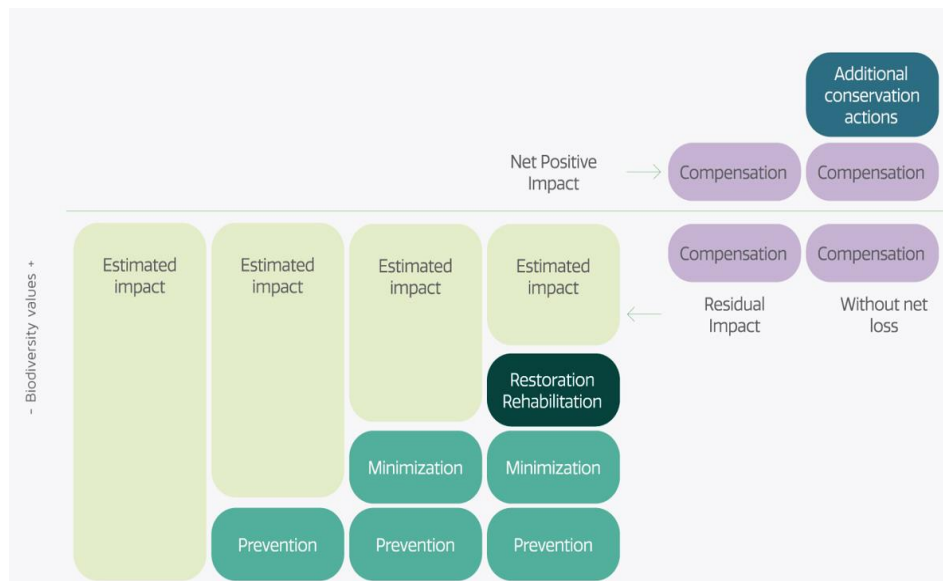 Additional
conservation
actions
Net Positive
Impact
Compensation
Compensation
Estimated
impact
Estimated
impact
Estimated
impact
Estimated
impact
Compensation
Compensation
Residual
Impact
Without net
loss
- Biodiversity values +
Restoration
Rehabilitation
Minimization
Minimization
Prevention
Prevention
Prevention